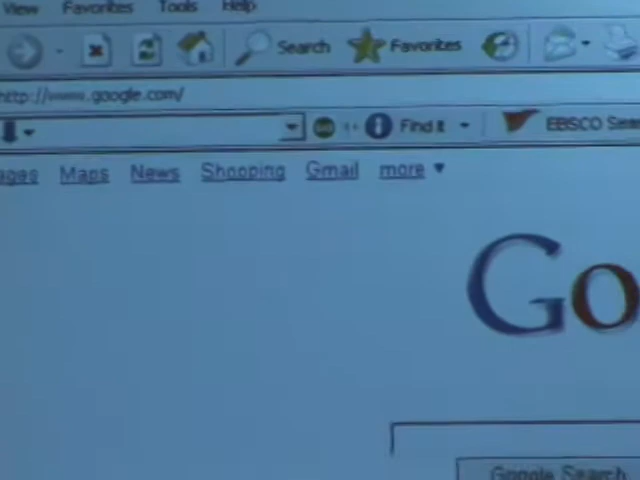 View Favorites Tools Help
Search Favorites
http://www.google.com/
Find It EBSCO
ages Maps News Shopping Gmail more
Go
Google Search